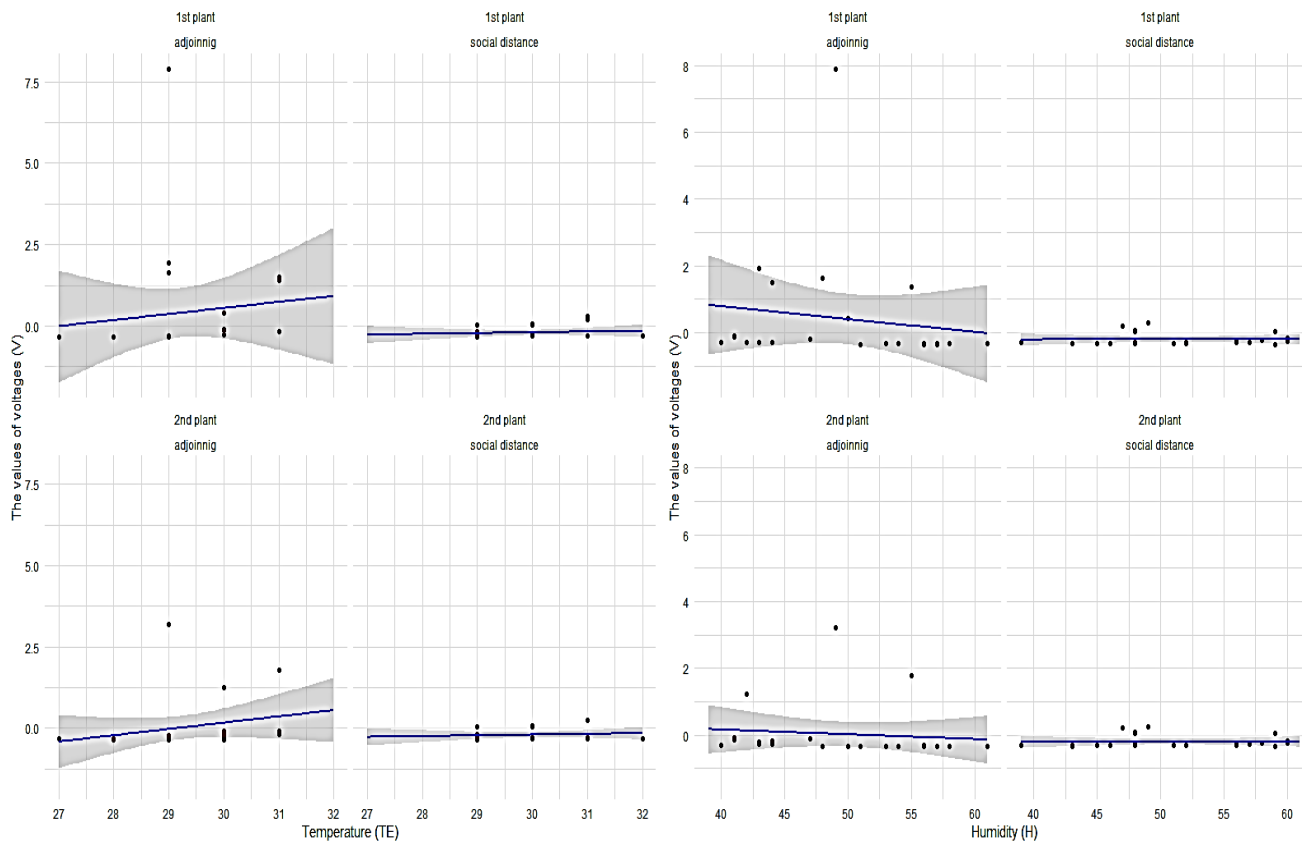 1st plant
adjoinnig
1st plant
social distance
7.5
5.0
2.5
0.0
2nd plant
adjoinnig
2nd plant
social distance
7.5
5.0
2.5
0.0
The values of voltages (V)
27 28 29 30 31 32 27 28 29 30 31 32
Temperature (TE)
1st plant
adjoinnig
1st plant
social distance
8
6
4
2
0
2nd plant
adjoinnig
2nd plant
social distance
8
6
4
2
0
The values of voltages (V)
40 45 50 55 60 40 45 50 55 60
Humidity (H)